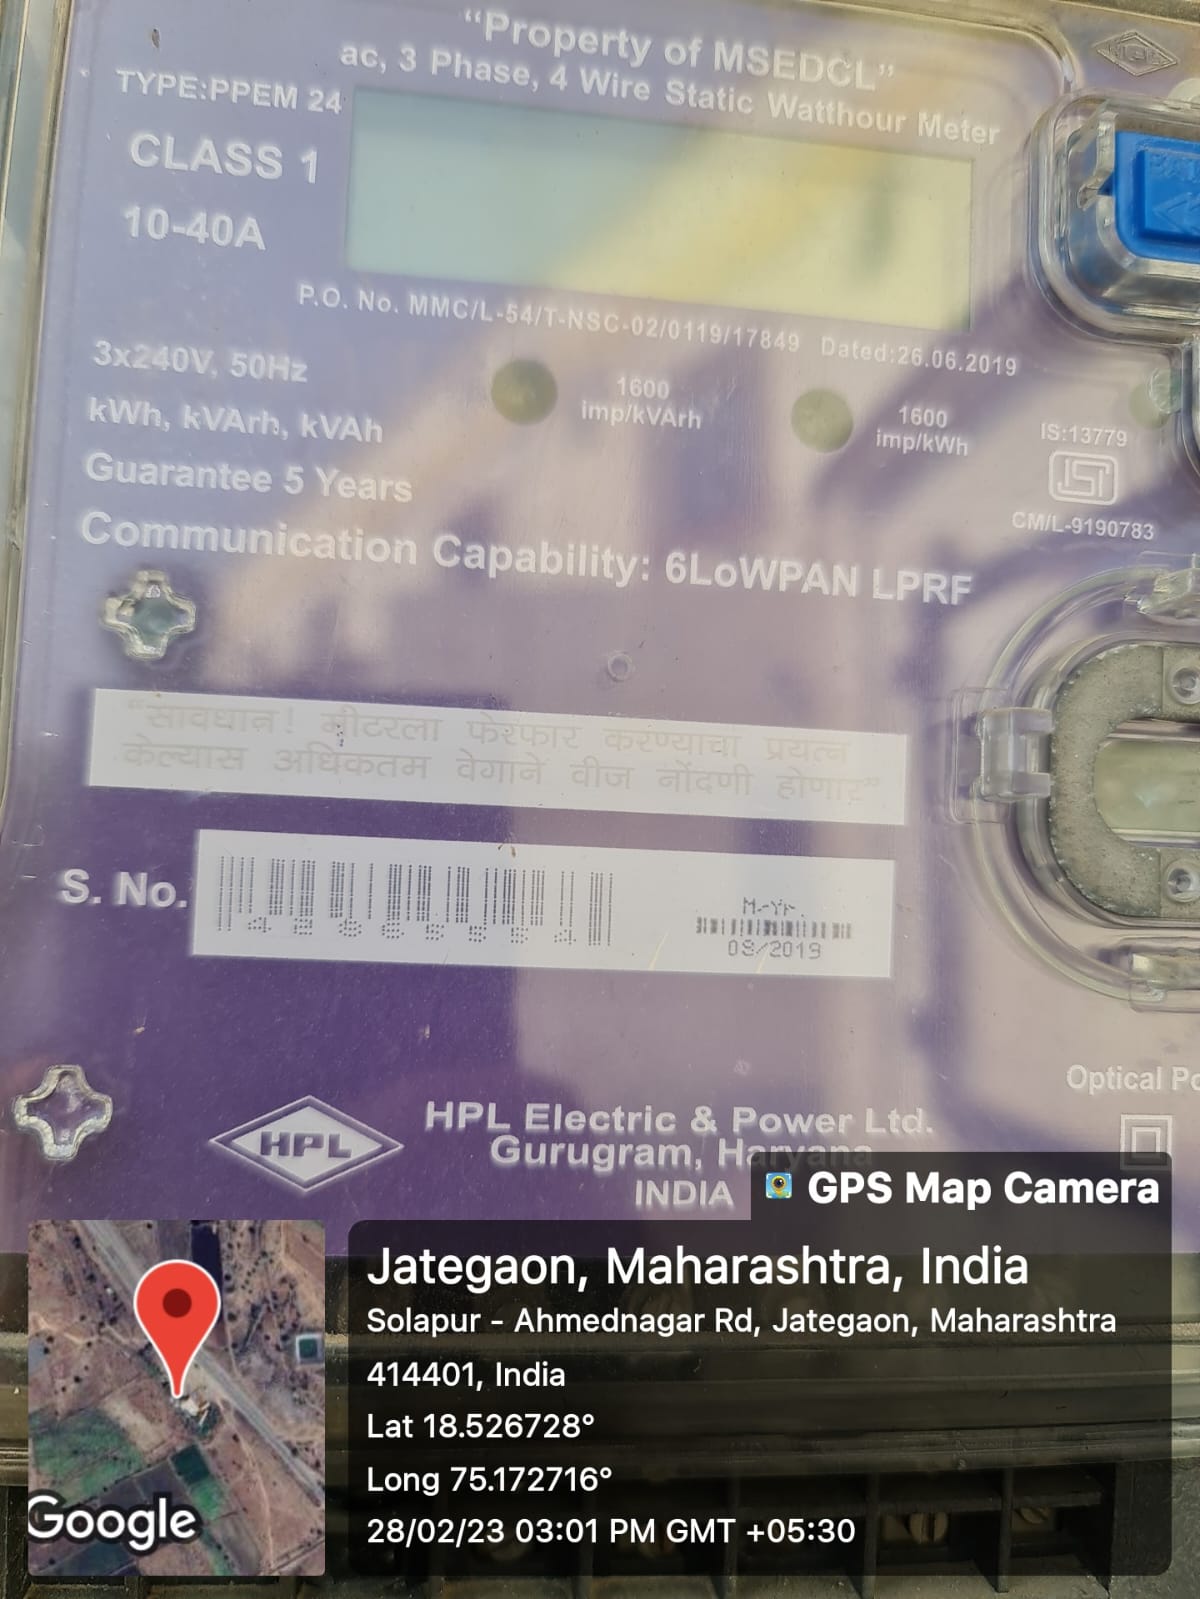 "Property of MSEDCL"
ac, 3 Phase, 4 Wire Static Watthour Meter
TYPE:PPEM 24
CLASS 1
10-40A
P.O. No. MMC/L-54/T-NSC-02/0119/17849 Dated:26.06.2019
3x240V, 50Hz
1600
imp/kVArh
1600
imp/kWh
kWh, kVArh, kVAh
IS:13779
Guarantee 5 Years
CM/L-9190783
Communication Capability: 6LoWPAN LPRF
"सावधान! मीटरला फेरफार करण्याचा प्रयत्न
केल्यास अधिकतम वेगाने वीज नोंदणी होणार"
S. No.
Optical
HPL
HPL Electric & Power Ltd.
Gurugram, Haryana
INDIA
GPS Map Camera
Jategaon, Maharashtra, India
Solapur - Ahmednagar Rd, Jategaon, Maharashtra
414401, India
Lat 18.526728°
Long 75.172716°
28/02/23 03:01 PM GMT +05:30
Google